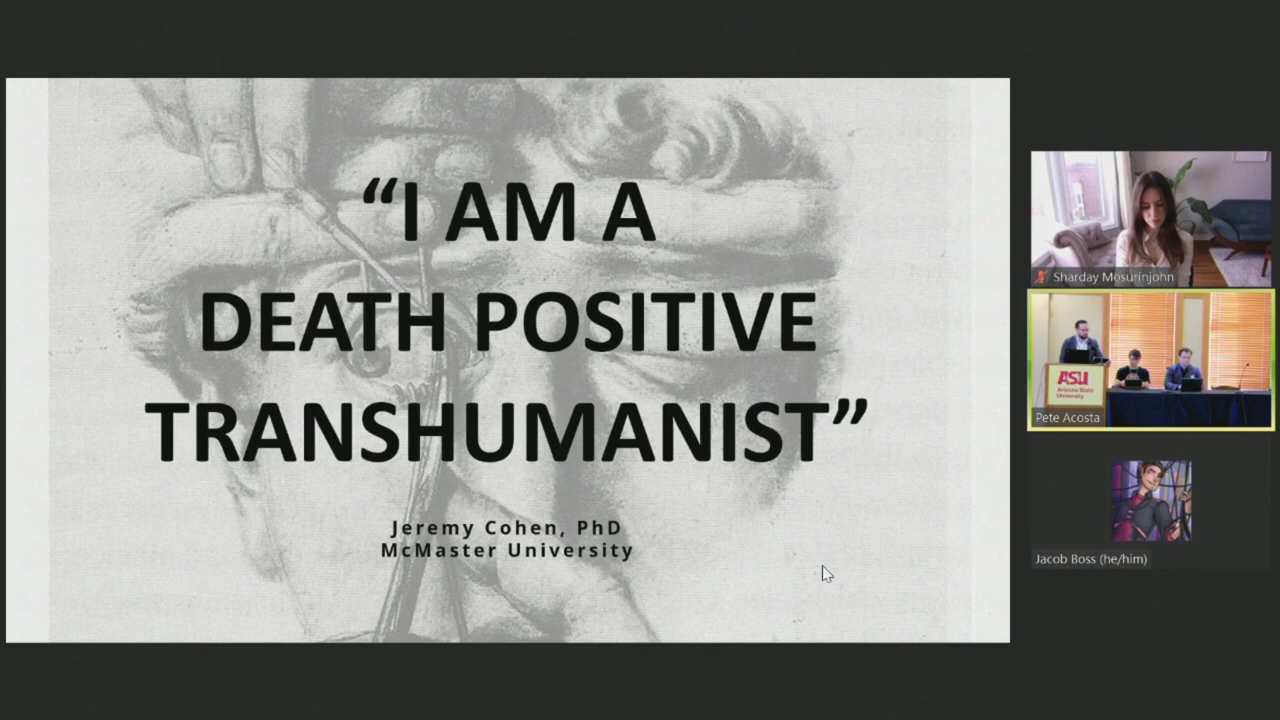 “I AM A
DEATH POSITIVE
TRANSHUMANIST”
Jeremy Cohen, PhD
McMaster University
Sharday Mosurinjohn
ASU
Arizona State
University
Pete Acosta
Jacob Boss (he/him)